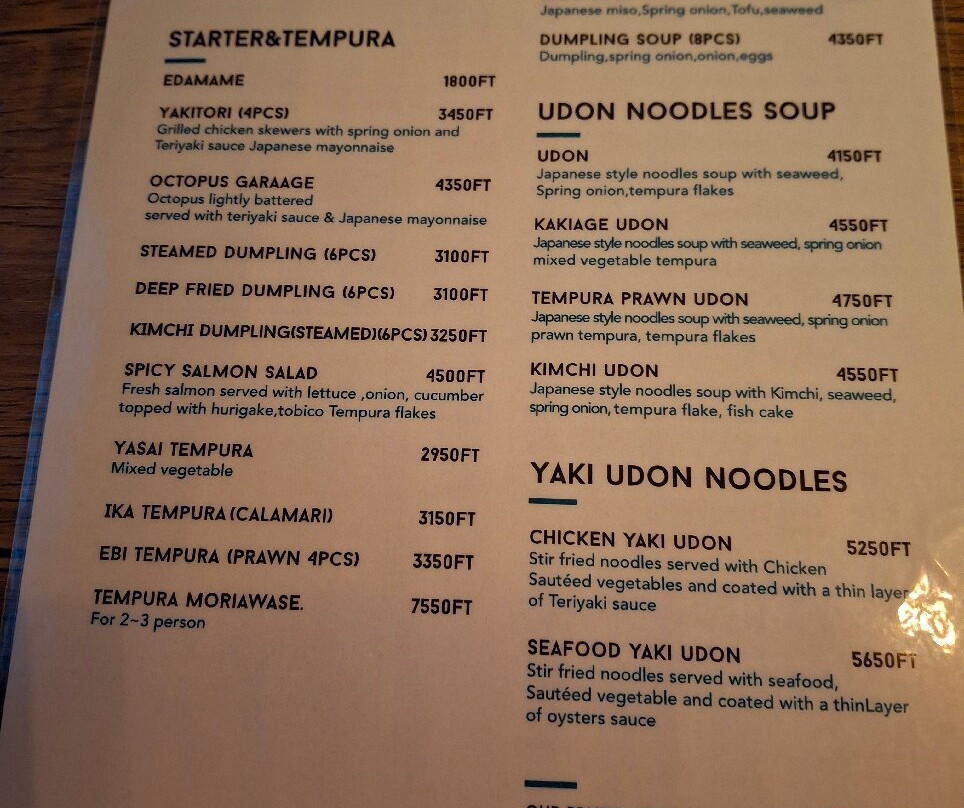 STARTER&TEMPURA
EDAMAME 1800FT
YAKITORI (4PCS) 3450FT
Grilled chicken skewers with spring onion and
Teriyaki sauce Japanese mayonnaise
OCTOPUS GARAAGE 4350FT
Octopus lightly battered
served with teriyaki sauce & Japanese mayonnaise
STEAMED DUMPLING (6PCS) 3100FT
DEEP FRIED DUMPLING (6PCS) 3100FT
KIMCHI DUMPLING(STEAMED)(6PCS) 3250FT
SPICY SALMON SALAD 4500FT
Fresh salmon served with lettuce ,onion, cucumber
topped with hurigake,tobico Tempura flakes
YASAI TEMPURA 2950FT
Mixed vegetable
IKA TEMPURA (CALAMARI) 3150FT
EBI TEMPURA (PRAWN 4PCS) 3350FT
TEMPURA MORIAWASE. 7550FT
For 2~3 person
Japanese miso,Spring onion,Tofu,seaweed
DUMPLING SOUP (8PCS) 4350FT
Dumpling,spring onion,onion,eggs
UDON NOODLES SOUP
UDON 4150FT
Japanese style noodles soup with seaweed,
Spring onion,tempura flakes
KAKIAGE UDON 4550FT
Japanese style noodles soup with seaweed, spring onion
mixed vegetable tempura
TEMPURA PRAWN UDON 4750FT
Japanese style noodles soup with seaweed, spring onion
prawn tempura, tempura flakes
KIMCHI UDON 4550FT
Japanese style noodles soup with Kimchi, seaweed,
spring onion, tempura flake, fish cake
YAKI UDON NOODLES
CHICKEN YAKI UDON 5250FT
Stir fried noodles served with Chicken
Sautéed vegetables and coated with a thin layer
of Teriyaki sauce
SEAFOOD YAKI UDON 5650FT
Stir fried noodles served with seafood,
Sautéed vegetable and coated with a thinLayer
of oysters sauce